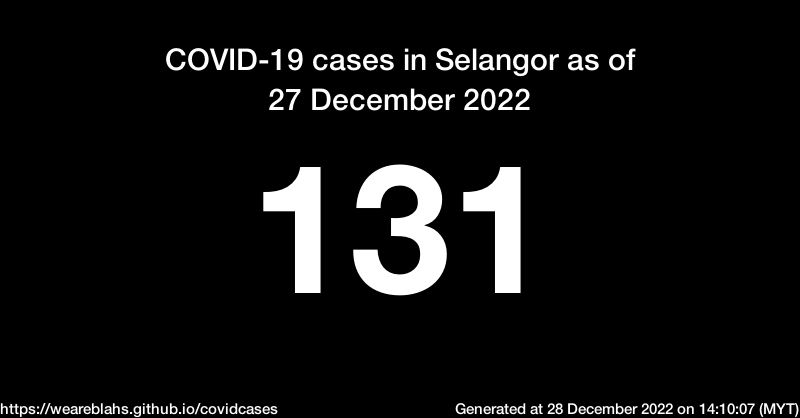 COVID-19 cases in Selangor as of
27 December 2022
131
https://weareblahs.github.io/covidcases
Generated at 28 December 2022 on 14:10:07 (MYT)